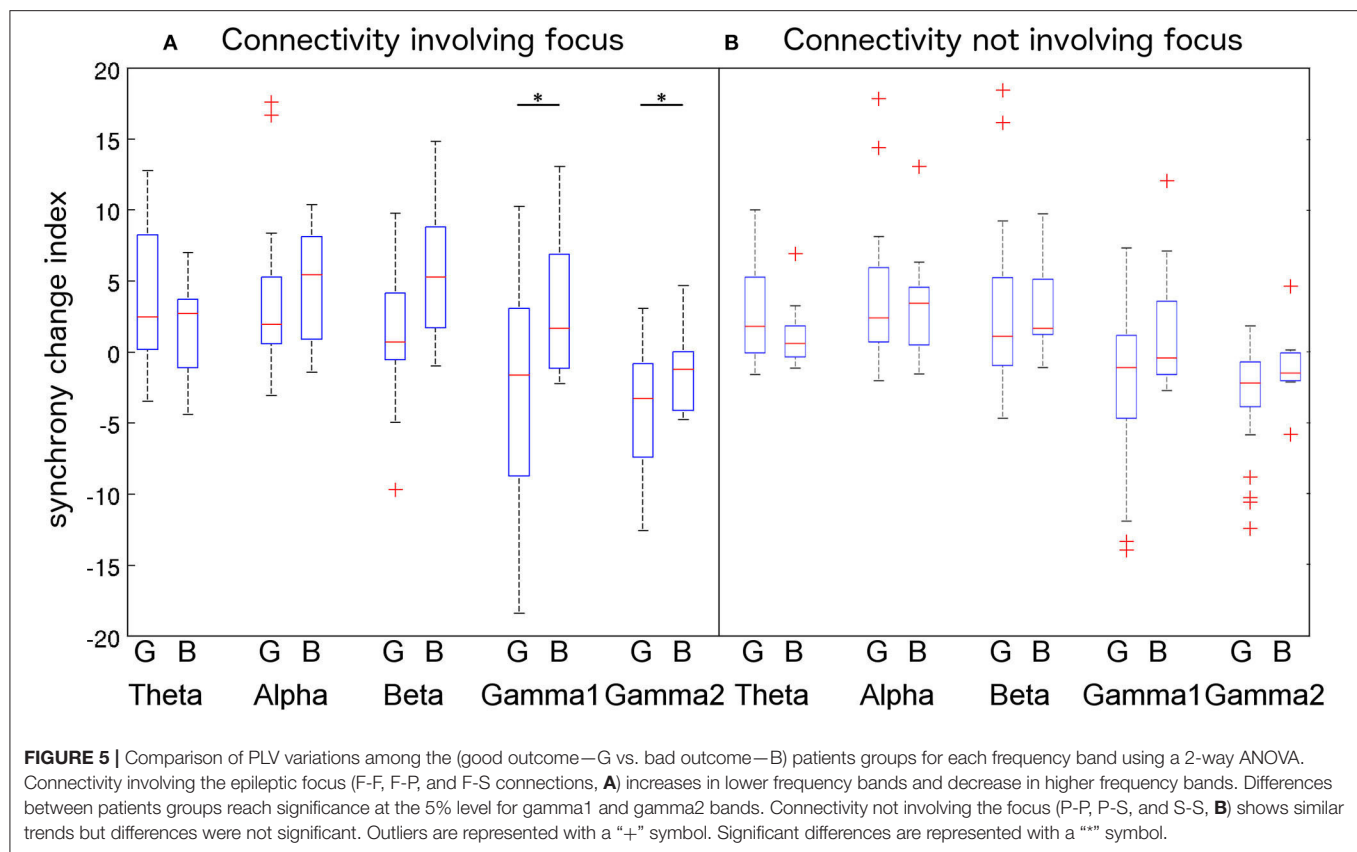 A Connectivity involving focus
B Connectivity not involving focus
synchrony change index
20
15
10
5
0
-5
-10
-15
-20
* *
G B G B G B G B G B G B G B G B G B G B
Theta Alpha Beta Gamma1 Gamma2 Theta Alpha Beta Gamma1 Gamma2
FIGURE 5 | Comparison of PLV variations among the (good outcome—G vs. bad outcome—B) patients groups for each frequency band using a 2-way ANOVA.
Connectivity involving the epileptic focus (F-F, F-P, and F-S connections, A) increases in lower frequency bands and decrease in higher frequency bands. Differences
between patients groups reach significance at the 5% level for gamma1 and gamma2 bands. Connectivity not involving the focus (P-P, P-S, and S-S, B) shows similar
trends but differences were not significant. Outliers are represented with a “+” symbol. Significant differences are represented with a “*” symbol.